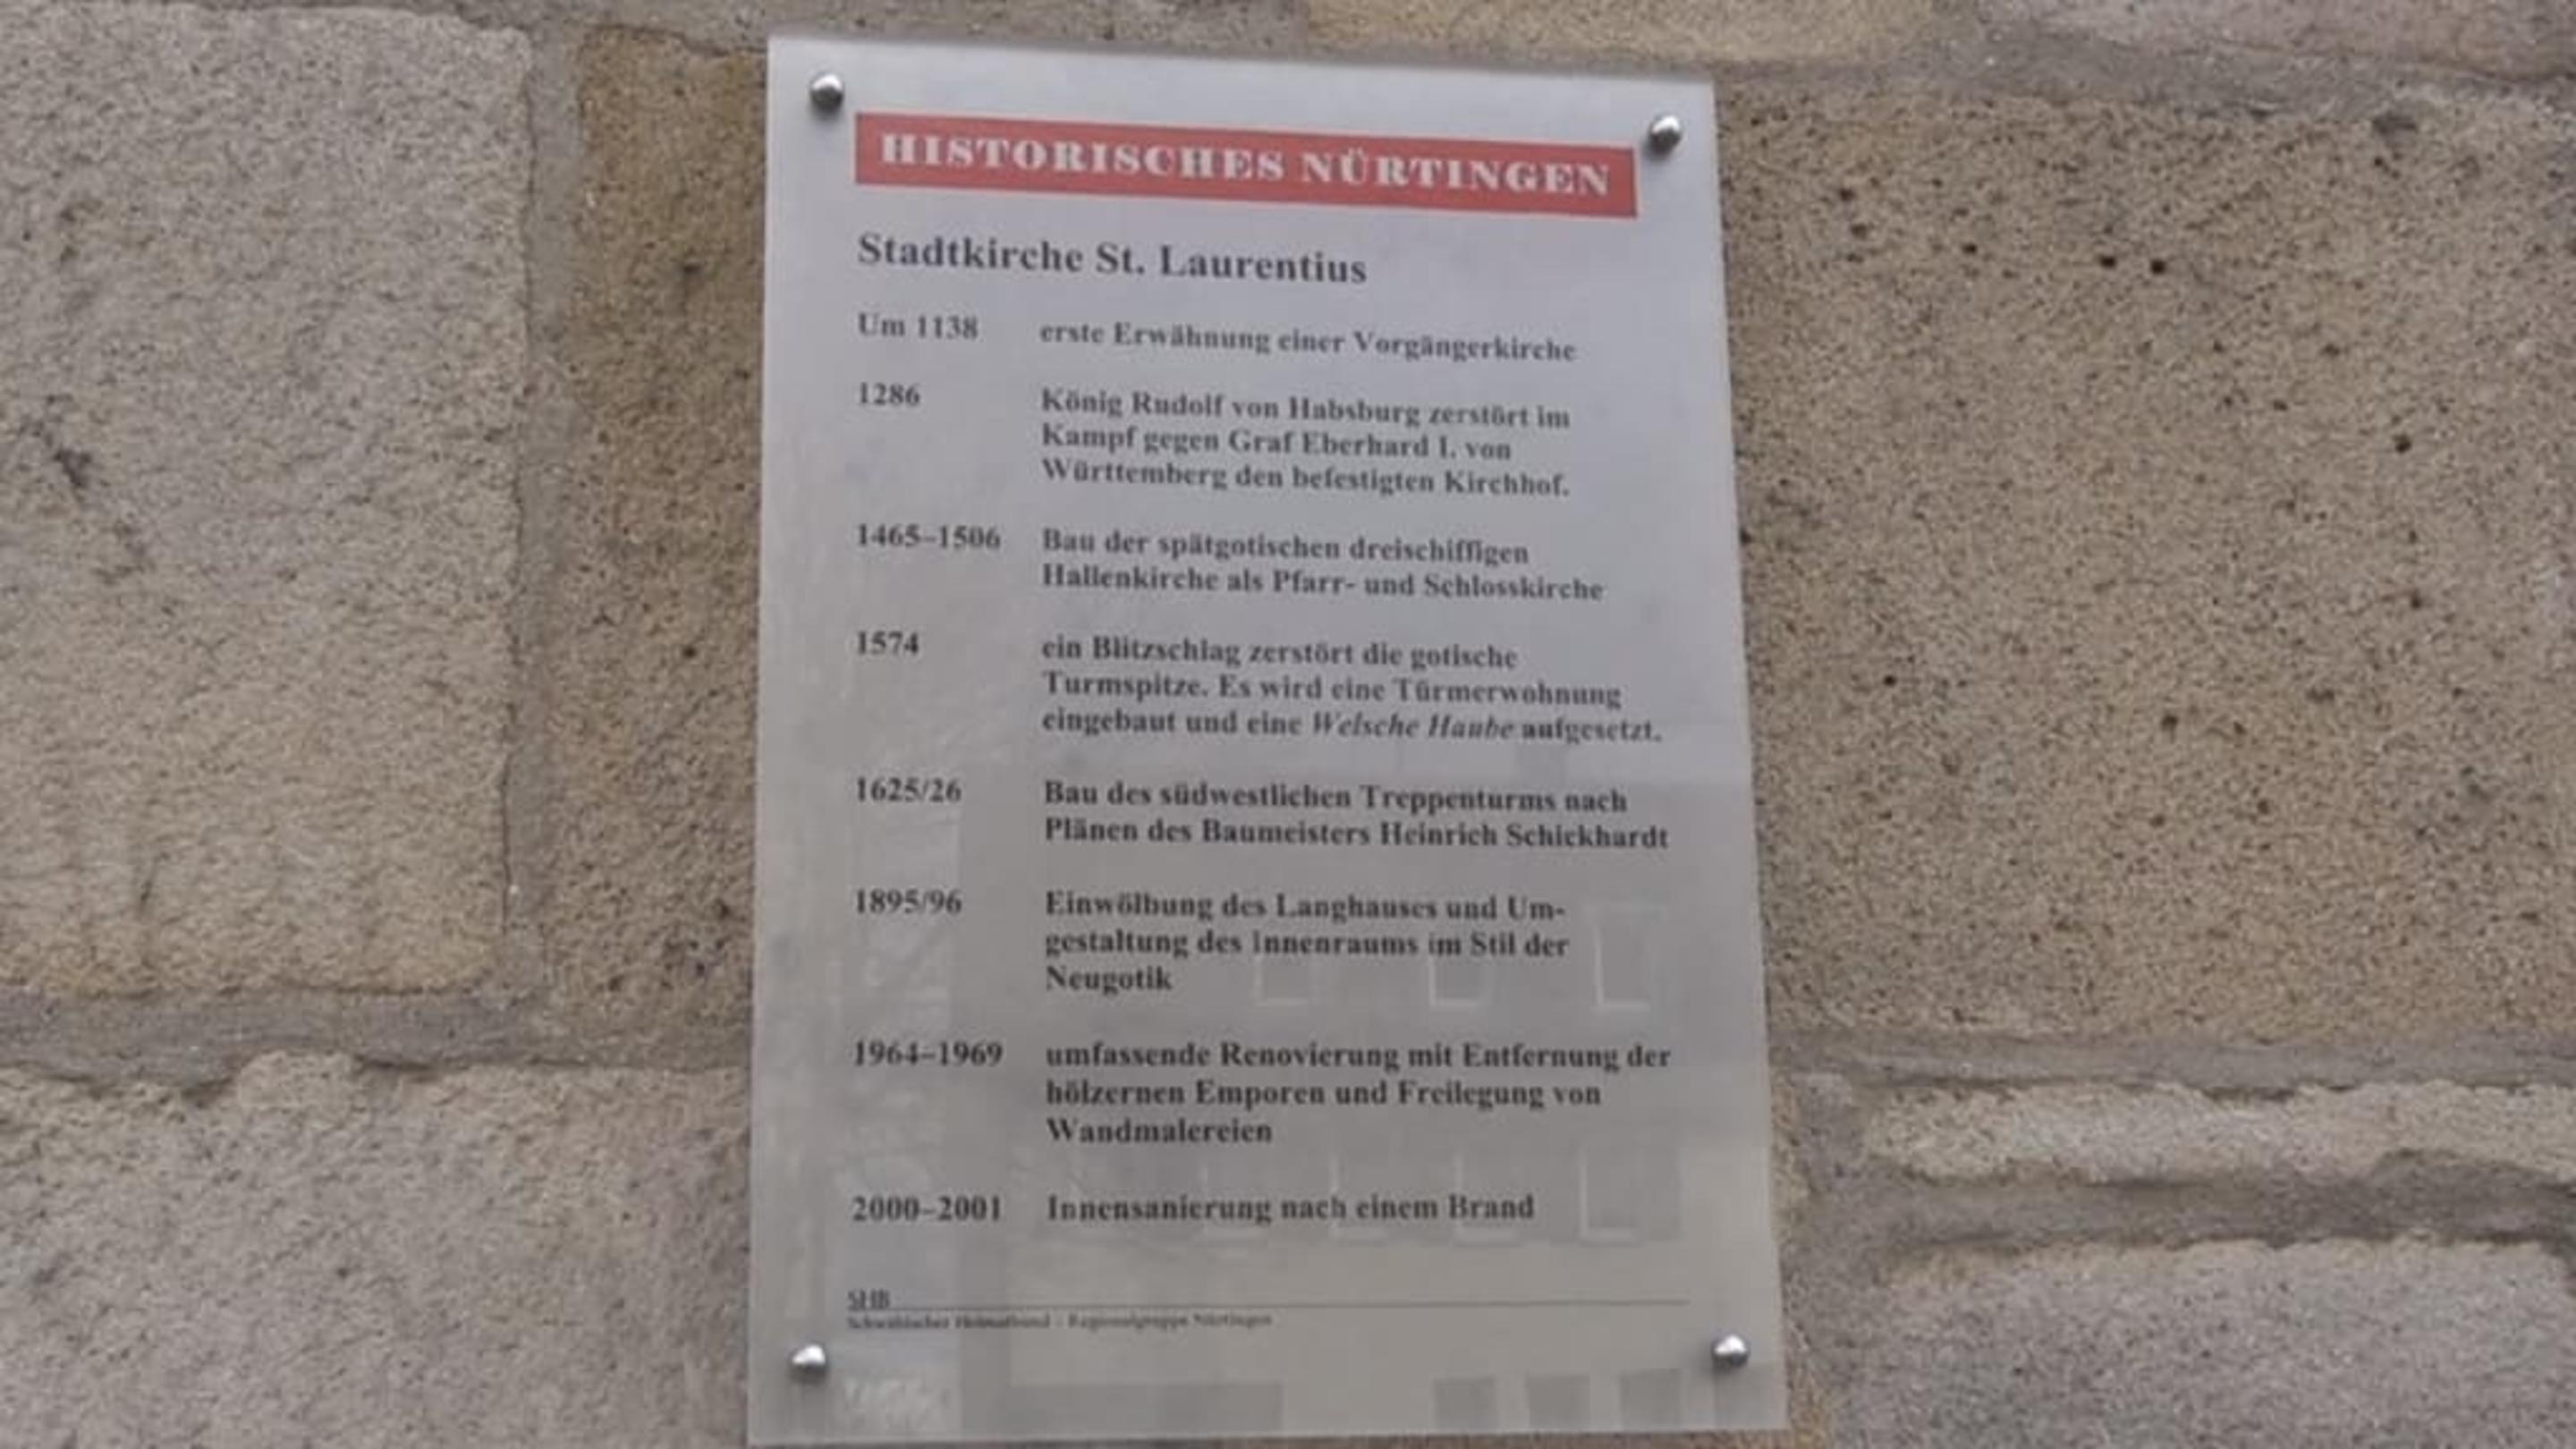 HISTORISCHES NÜRTINGEN
Stadtkirche St. Laurentius
Um 1138 erste Erwähnung einer Vorgängerkirche
1286 König Rudolf von Habsburg zerstört im
Kampf gegen Graf Eberhard I. von
Württemberg den befestigten Kirchhof.
1465–1506 Bau der spätgotischen dreischiffigen
Hallenkirche als Pfarr- und Schlosskirche
1574 ein Blitzschlag zerstört die gotische
Turmspitze. Es wird eine Türmerwohnung
eingebaut und eine Welsche Haube aufgesetzt.
1625/26 Bau des südwestlichen Treppenturms nach
Plänen des Baumeisters Heinrich Schickhardt
1895/96 Einwölbung des Langhauses und Um-
gestaltung des Innenraums im Stil der
Neugotik
1964–1969 umfassende Renovierung mit Entfernung der
hölzernen Emporen und Freilegung von
Wandmalereien
2000–2001 Innensanierung nach einem Brand
SHB
Schwäbischer Heimatbund – Regionalgruppe Nürtingen